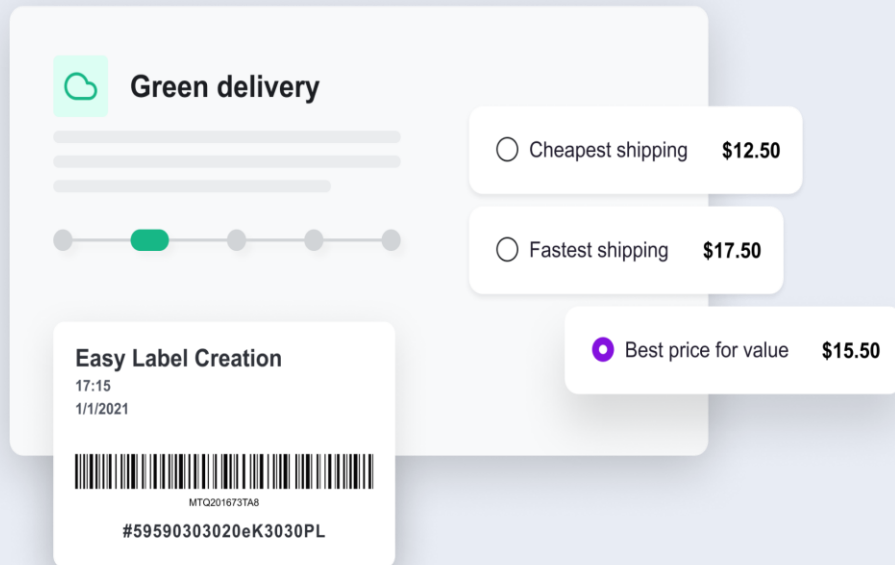 Green delivery
Cheapest shipping $12.50
Fastest shipping $17.50
Best price for value $15.50
Easy Label Creation
17:15
1/1/2021
MTQ201673TA8
#59590303020eK3030PL